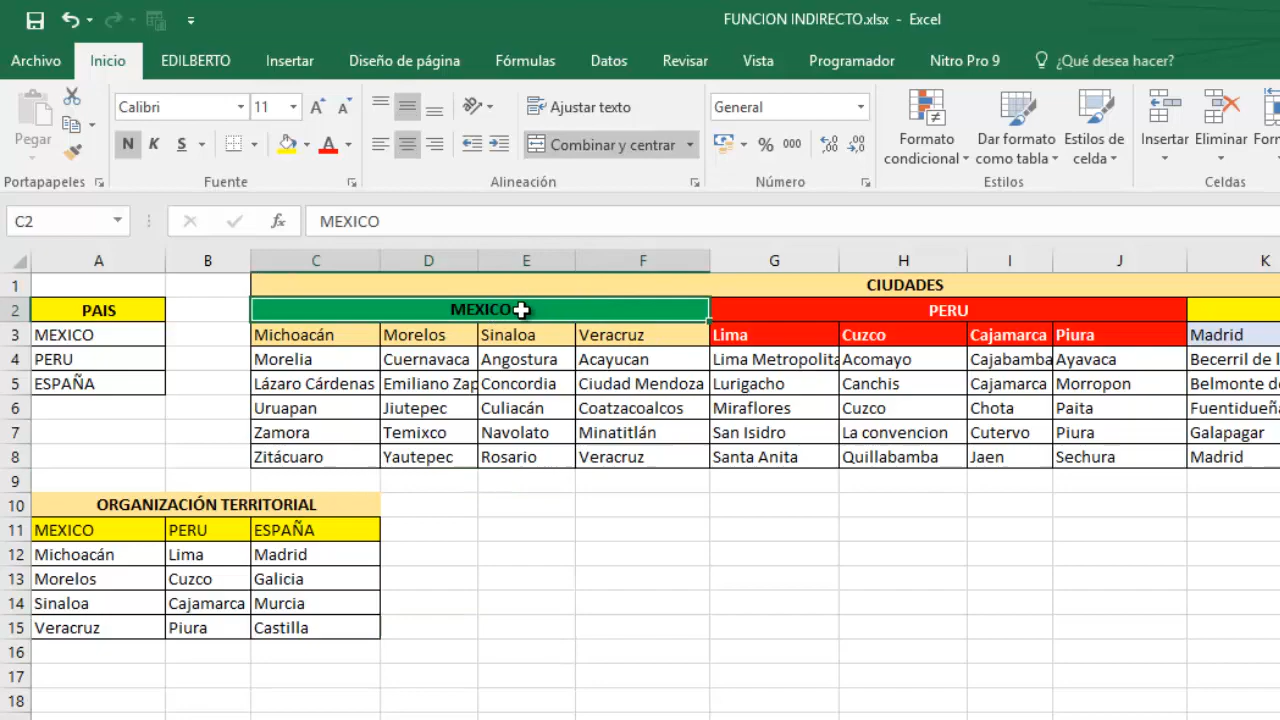 FUNCION INDIRECTO.xlsx - Excel
Archivo Inicio EDILBERTO Insertar Diseño de página Fórmulas Datos Revisar Vista Programador Nitro Pro 9 ¿Qué desea hacer?
Pegar
Calibri 11
Ajustar texto
General
N K S
Combinar y centrar
% 000
Formato condicional
Dar formato como tabla
Estilos de celda
Insertar Eliminar
Portapapeles Fuente Alineación Número Estilos Celdas
C2 fx MEXICO
A B C D E F G H I J K
1 CIUDADES
2 PAIS MEXICO PERU
3 MEXICO Michoacán Morelos Sinaloa Veracruz Lima Cuzco Cajamarca Piura Madrid
4 PERU Morelia Cuernavaca Angostura Acayucan Lima Metropolita Acomayo Cajabamba Ayavaca Becerril de l
5 ESPAÑA Lázaro Cárdenas Emiliano Zap Concordia Ciudad Mendoza Lurigacho Canchis Cajamarca Morropon Belmonte de
6 Uruapan Jiutepec Culiacán Coatzacoalcos Miraflores Cuzco Chota Paita Fuentidueña
7 Zamora Temixco Navolato Minatitlán San Isidro La convencion Cutervo Piura Galapagar
8 Zitácuaro Yautepec Rosario Veracruz Santa Anita Quillabamba Jaen Sechura Madrid
9
10 ORGANIZACIÓN TERRITORIAL
11 MEXICO PERU ESPAÑA
12 Michoacán Lima Madrid
13 Morelos Cuzco Galicia
14 Sinaloa Cajamarca Murcia
15 Veracruz Piura Castilla
16
17
18